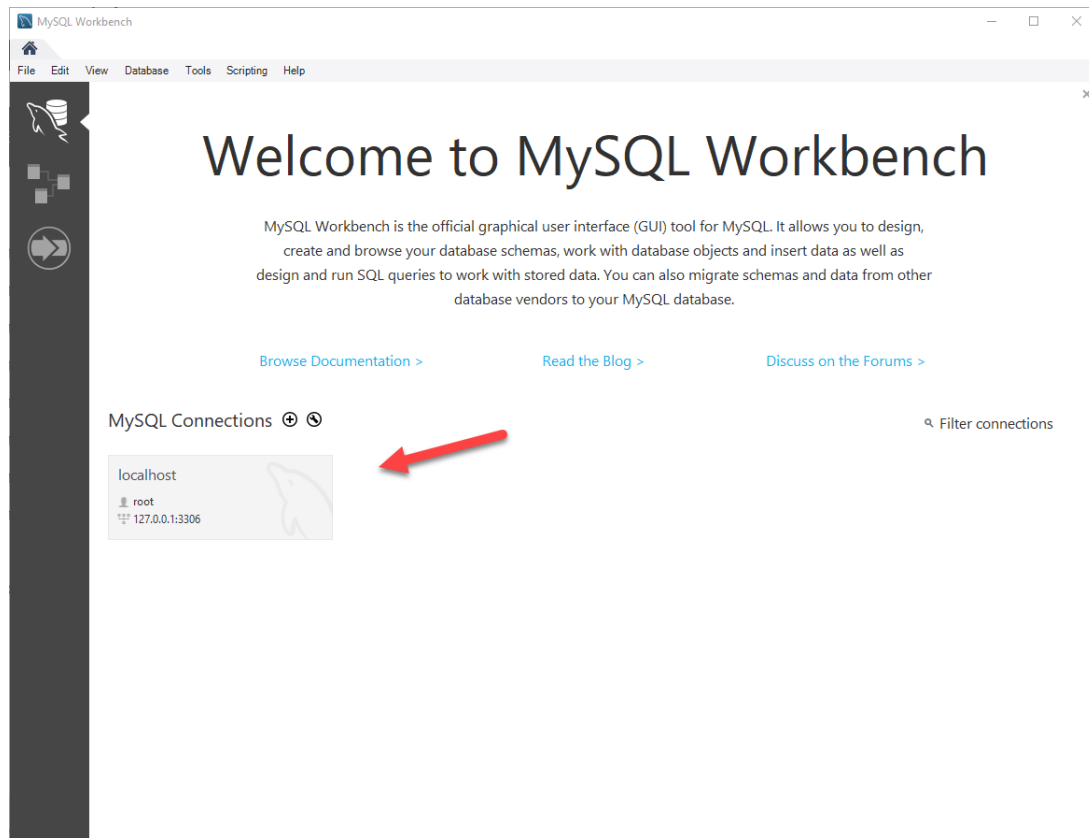 MySQL Workbench
File Edit View Database Tools Scripting Help
Welcome to MySQL Workbench
MySQL Workbench is the official graphical user interface (GUI) tool for MySQL. It allows you to design,
create and browse your database schemas, work with database objects and insert data as well as
design and run SQL queries to work with stored data. You can also migrate schemas and data from other
database vendors to your MySQL database.
Browse Documentation > Read the Blog > Discuss on the Forums >
MySQL Connections Filter connections
localhost
root
127.0.0.1:3306